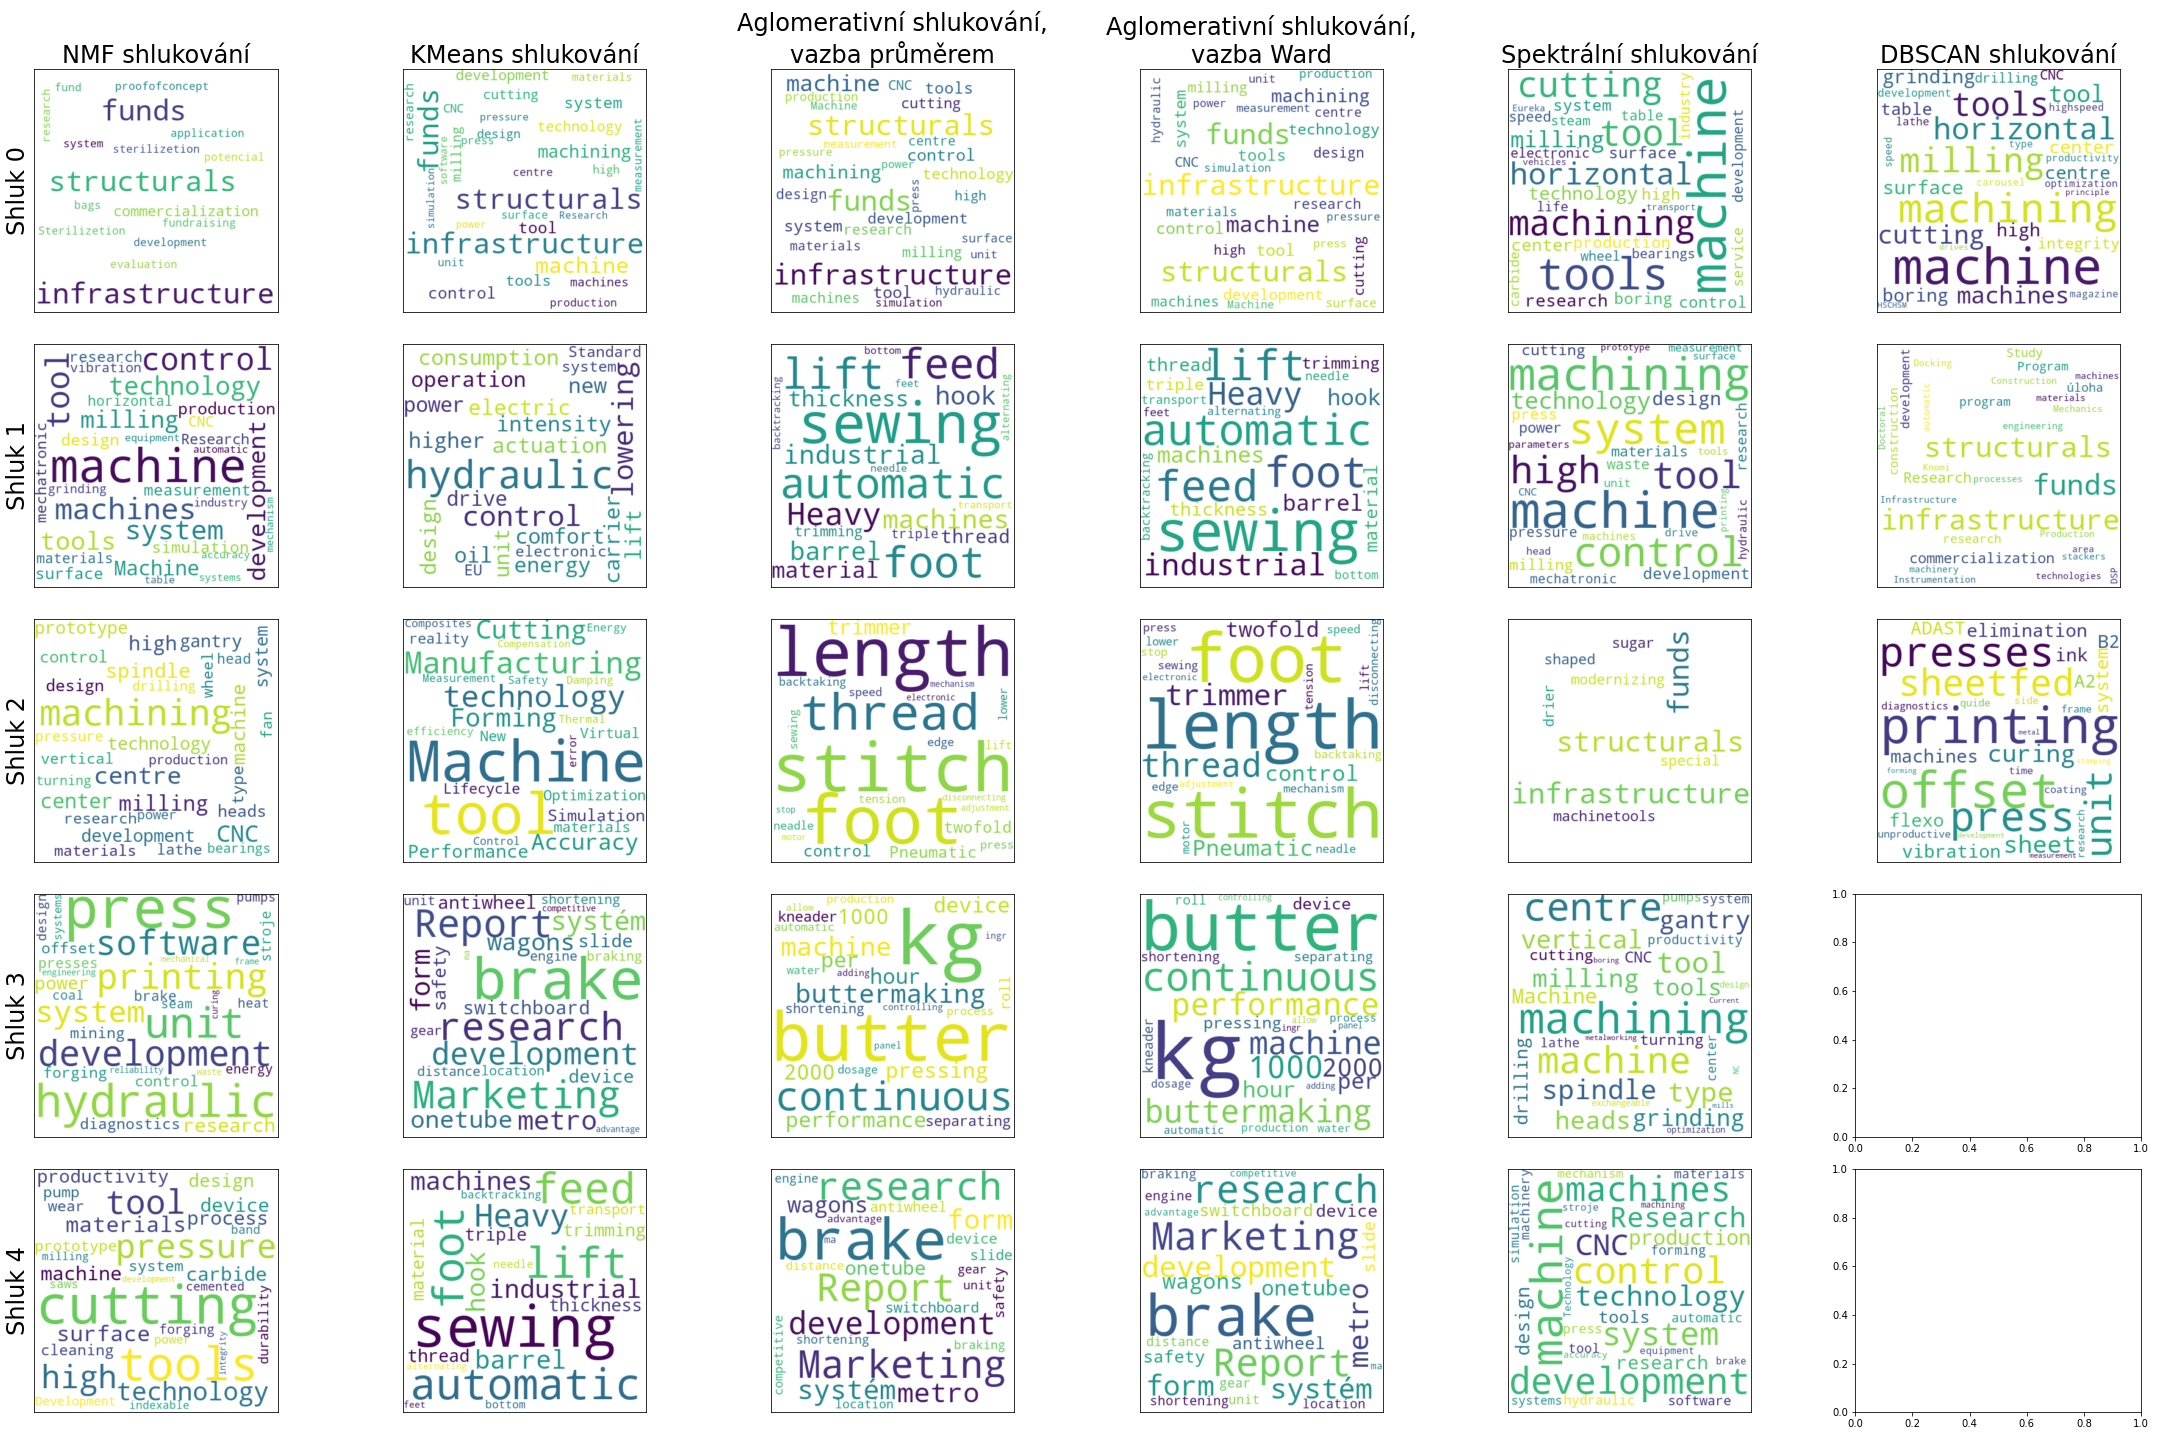 NMF shlukování
KMeans shlukování
Aglomerativní shlukování,
vazba průměrem
Aglomerativní shlukování,
vazba Ward
Spektrální shlukování
DBSCAN shlukování
Shluk 0
fund
proofofconcept
research
funds
application
system
sterilizetion
potencial
structurals
bags
commercialization
fundraising
Sterilizetion
development
evaluation
infrastructure
development
materials
research
funds
CNC
cutting
system
pressure
design
technology
press
software
milling
machining
measurement
simulation
centre
high
structurals
surface
Research
power
tool
infrastructure
unit
machine
tools
machines
control
production
machine
CNC
tools
production
Machine
cutting
structurals
measurement
centre
pressure
control
power
machining
technology
design
funds
press
high
development
system
research
surface
materials
milling
unit
infrastructure
machines
tool
hydraulic
simulation
unit
production
hydraulic
system
milling
power
machining
measurement
centre
funds
technology
tools
design
CNC
simulation
infrastructure
research
materials
pressure
control
machine
high
tool
press
cutting
structurals
development
machines
Machine
surface
cutting
industry
machine
Eureka
system
speed
steam
table
milling
tool
development
electronic
surface
vehicles
horizontal
technology
high
life
transport
machining
center
production
service
wheel
bearings
carbide
tools
research
boring
control
grinding
drilling
CNC
development
tool
table
tools
highspeed
lathe
horizontal
speed
type
center
milling
productivity
centre
surface
carousel
optimization
principle
machining
cutting
high
integrity
drives
machine
boring
machines
magazine
HSCHSM
Shluk 1
tool
research
control
vibration
technology
horizontal
production
milling
CNC
mechatronic
design
equipment
Research
automatic
development
machine
grinding
measurement
machines
industry
mechanism
system
tools
simulation
materials
accuracy
surface
Machine
table
systems
consumption
Standard
system
operation
new
lowering
power
electric
intensity
higher
actuation
hydraulic
drive
control
carrier
design
unit
comfort
lift
oil
electronic
EU
energy
bottom
lift
feed
feet
alternating
backtracking
thickness
hook
sewing
industrial
needle
automatic
transport
Heavy
machines
trimming
triple
thread
barrel
material
foot
thread
lift
trimming
triple
needle
transport
Heavy
hook
feet
alternating
automatic
backtracking
machines
feed
foot
material
thickness
barrel
sewing
industrial
bottom
cutting
prototype
measurement
surface
machining
technology
design
press
research
power
system
parameters
materials
tools
high
waste
tool
unit
CNC
printing
machine
hydraulic
pressure
machines
drive
head
control
milling
mechatronic
development
development
Docking
Study
Program
machines
Construction
úloha
automatic
materials
program
Mechanics
construction
engineering
Doctoral
structurals
Knomi
Research
processes
funds
Infrastructure
infrastructure
research
Production
area
commercialization
stackers
machinery
Instrumentation
technologies
DSP
Shluk 2
prototype
high
gantry
system
control
spindle
wheel
head
design
drilling
machine
machining
fan
pressure
technology
vertical
production
type
turning
centre
center
milling
research
power
heads
development
CNC
materials
lathe
bearings
Composites
Cutting
Energy
reality
Compensation
Manufacturing
Measurement
Safety
Damping
technology
Forming
Thermal
efficiency
New
Virtual
error
Machine
Lifecycle
Optimization
tool
Simulation
materials
Control
Performance
Accuracy
trimmer
length
backtaking
mechanism
speed
electronic
lower
thread
sewing
edge
lift
stitch
tension
disconnecting
stop
adjustment
needle
foot
twofold
motor
control
Pneumatic
press
press
twofold
speed
disconnecting
lower
stop
foot
sewing
lift
electronic
trimmer
tension
length
thread
backtaking
control
edge
adjustment
mechanism
stitch
motor
Pneumatic
needle
sugar
funds
shaped
modernizing
drier
structurals
special
infrastructure
machinetools
ADAST
elimination
B2
presses
ink
system
sheetfed
A2
diagnostics
quide
side
frame
printing
metal
machines
curing
stamping
forming
time
unit
offset
coating
flexo
press
unproductive
development
research
vibration
sheet
measurement
Shluk 3
design
systems
press
pumps
stroje
offset
software
presses
mechanical
frame
engineering
power
printing
coal
brake
seam
curing
heat
system
mining
unit
development
forging
reliability
waste
energy
control
hydraulic
diagnostics
research
unit
antiwheel
shortening
competitive
Report
systém
form
wagons
slide
safety
ma
engine
braking
brake
switchboard
gear
research
development
distance
location
device
Marketing
onetube
metro
advantage
allow
production
device
kneader
1000
automatic
kg
machine
ingr
per
water
adding
hour
roll
buttermaking
shortening
controlling
process
butter
panel
2000
dosage
pressing
continuous
performance
separating
roll
controlling
device
butter
shortening
separating
continuous
performance
pressing
ingr
allow
process
panel
kneader
kg
machine
1000
2000
dosage
adding
per
hour
buttermaking
automatic
production
water
centre
pumps
system
gantry
vertical
productivity
cutting
boring
CNC
tool
milling
tools
design
Machine
Current
machining
drilling
lathe
metalworking
turning
center
machine
NC
spindle
type
exchangeable
mills
heads
grinding
optimization
1.0
0.8
0.6
0.4
0.2
0.0
0.0 0.2 0.4 0.6 0.8 1.0
Shluk 4
productivity
design
pump
wear
tool
device
materials
process
band
prototype
pressure
milling
system
machine
development
carbide
saws
cemented
cutting
durability
surface
forging
power
integrity
cleaning
tools
high
technology
Development
indexable
machines
feed
backtracking
material
foot
Heavy
transport
triple
trimming
hook
needle
lift
industrial
thickness
sewing
thread
barrel
alternating
automatic
feet
bottom
engine
research
wagons
antiwheel
advantage
form
brake
ma
device
distance
onetube
slide
gear
Report
unit
safety
switchboard
development
shortening
competitive
braking
Marketing
systém
metro
location
braking
competitive
engine
research
advantage
switchboard
device
Marketing
slide
development
wagons
onetube
brake
metro
distance
antiwheel
safety
Report
ma
form
gear
systém
shortening
unit
location
simulation
machinery
mechanism
materials
machine
machines
stroje
machining
cutting
Research
CNC
production
forming
control
design
Technology
technology
tools
automatic
press
system
tool
accuracy
equipment
research
brake
development
systems
hydraulic
software
1.0
0.8
0.6
0.4
0.2
0.0
0.0 0.2 0.4 0.6 0.8 1.0